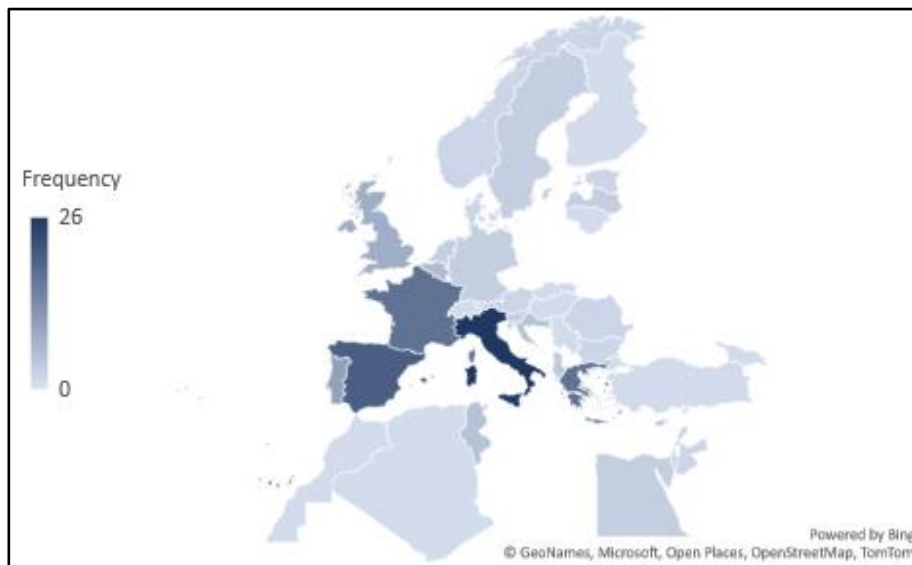 Frequency
26
0
Powered by Bing
© GeoNames, Microsoft, Open Places, OpenStreetMap, TomTom